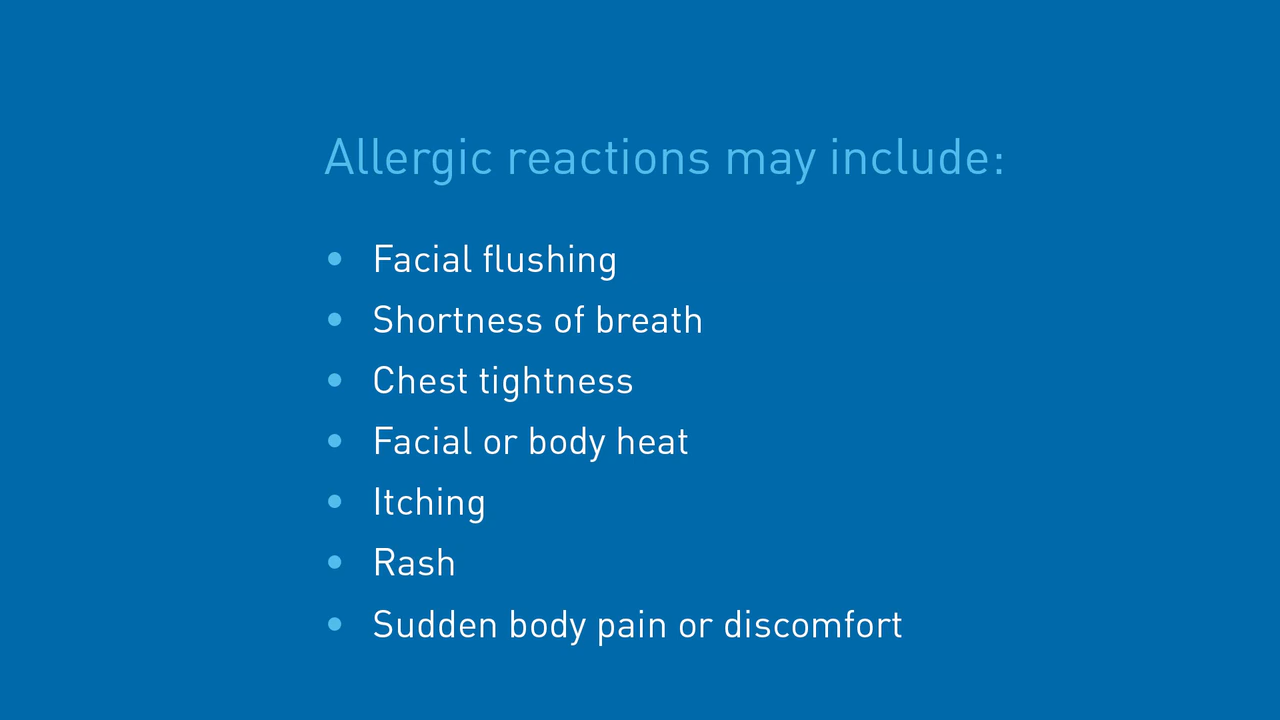 Allergic reactions may include:
• Facial flushing
• Shortness of breath
• Chest tightness
• Facial or body heat
• Itching
• Rash
• Sudden body pain or discomfort